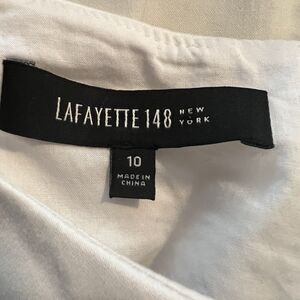 LAFAYETTE 148 NEW YORK
10
MADE IN
CHINA